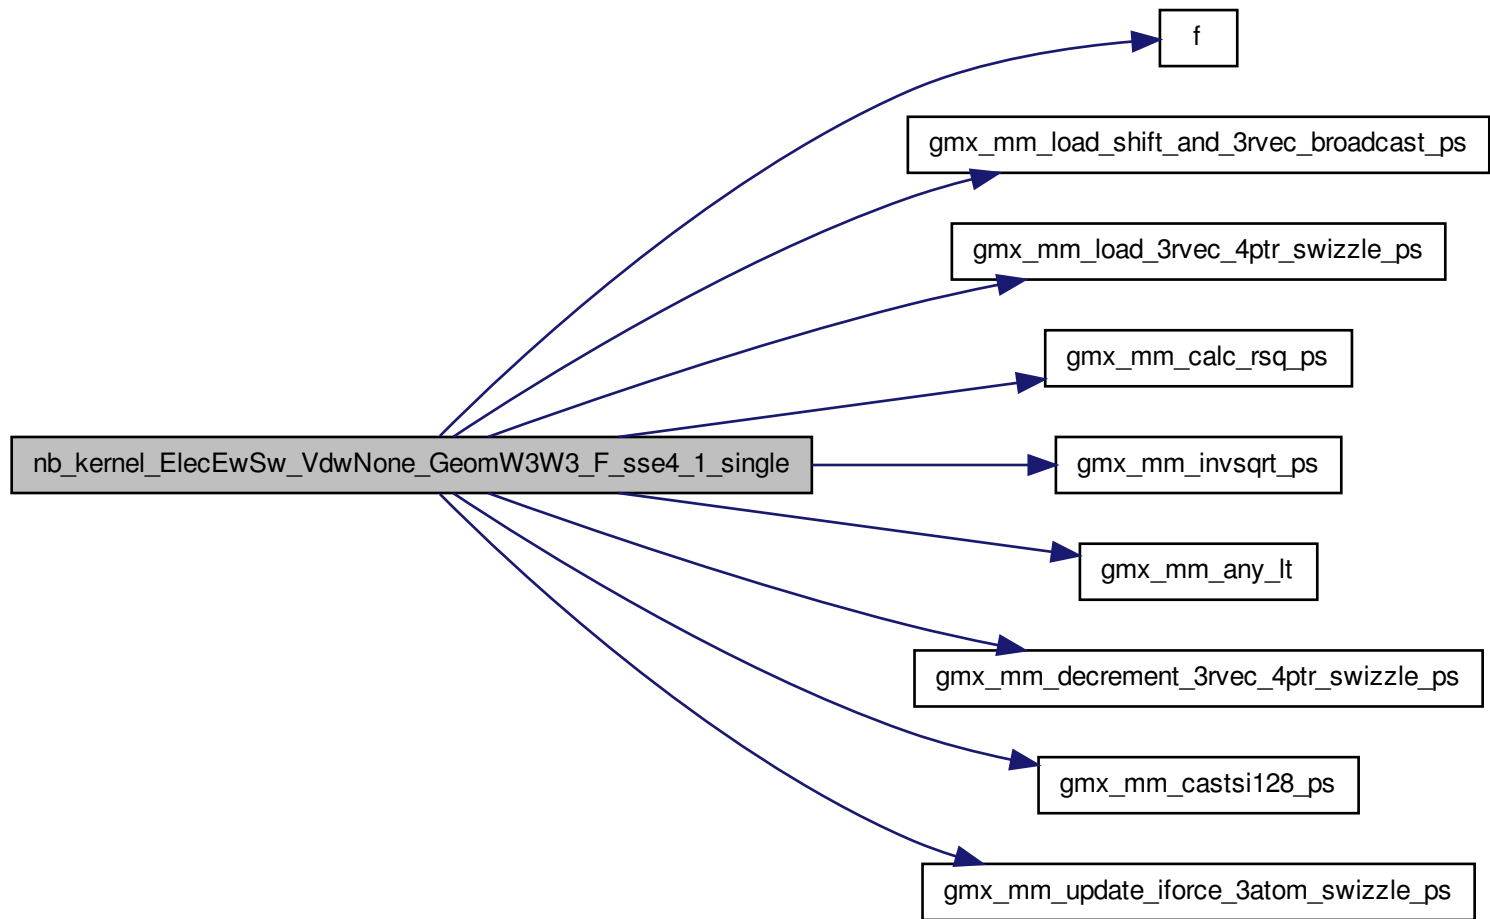 f
gmx_mm_load_shift_and_3rvec_broadcast_ps
gmx_mm_load_3rvec_4ptr_swizzle_ps
gmx_mm_calc_rsq_ps
nb_kernel_ElecEwSw_VdwNone_GeomW3W3_F_sse4_1_single
gmx_mm_invsqrt_ps
gmx_mm_any_lt
gmx_mm_decrement_3rvec_4ptr_swizzle_ps
gmx_mm_castsi128_ps
gmx_mm_update_iforce_3atom_swizzle_ps